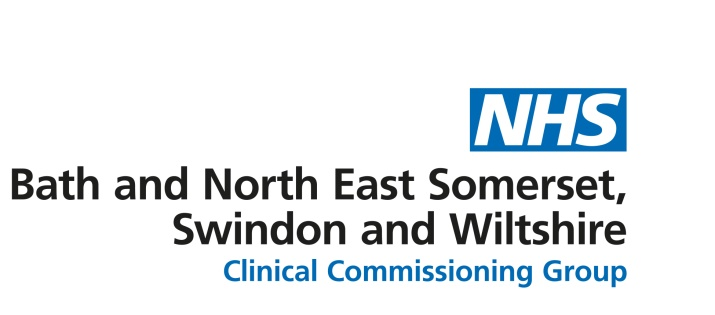 NHS
Bath and North East Somerset,
Swindon and Wiltshire
Clinical Commissioning Group